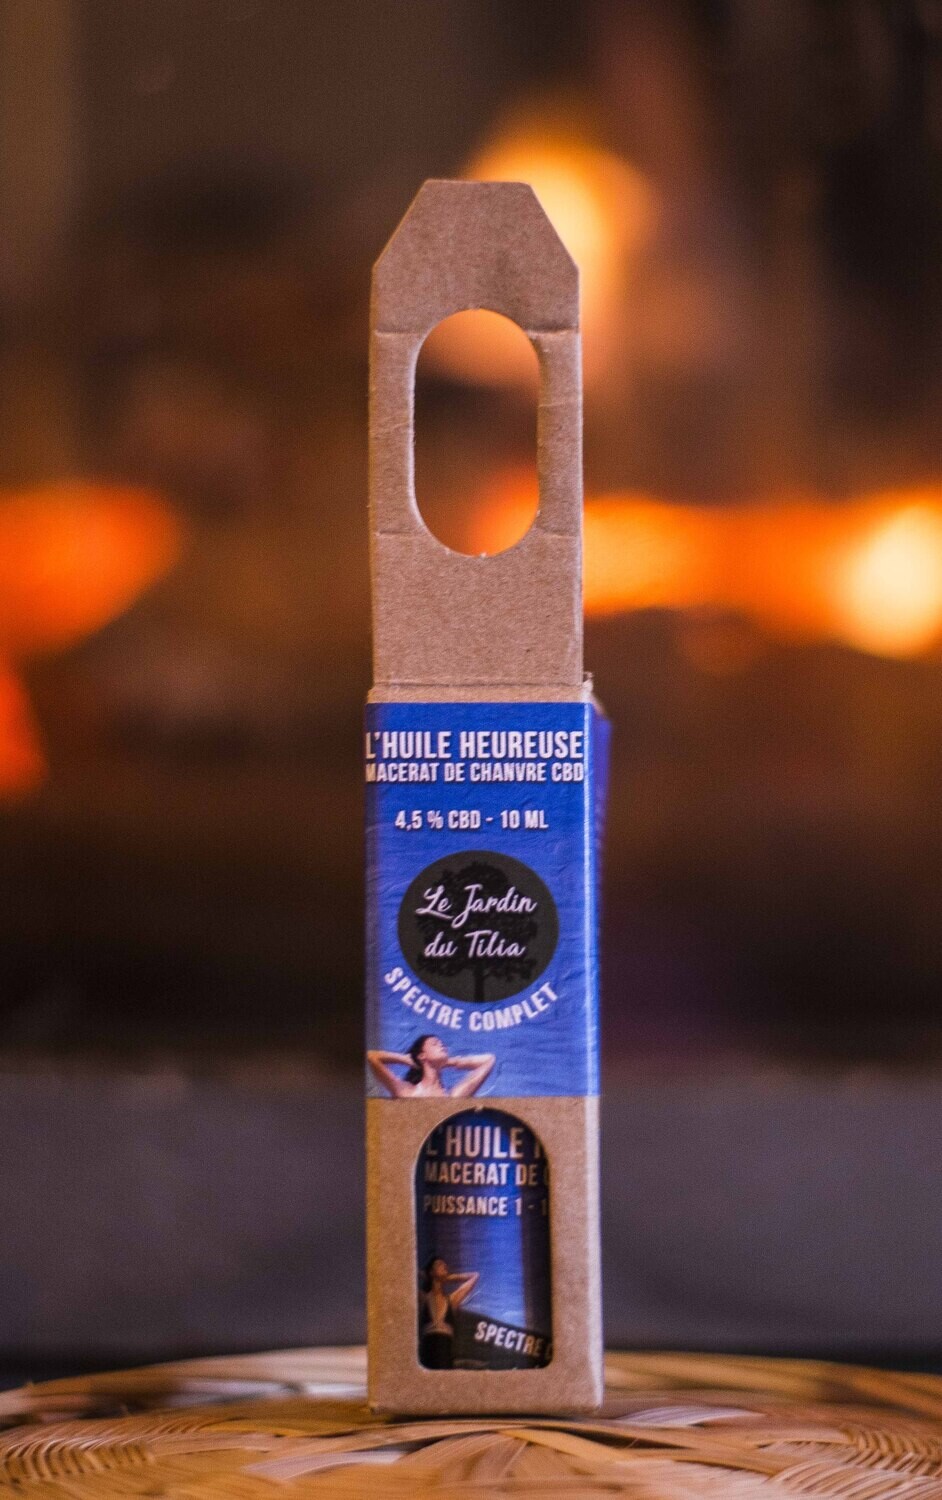 L'HUILE HEUREUSE
MACERAT DE CHANVRE CBD
4,5 % CBD - 10 ML
Le Jardin
du Tilia
SPECTRE COMPLET
L'HUILE
MACERAT DE
PUISSANCE 1 -
SPECTRE